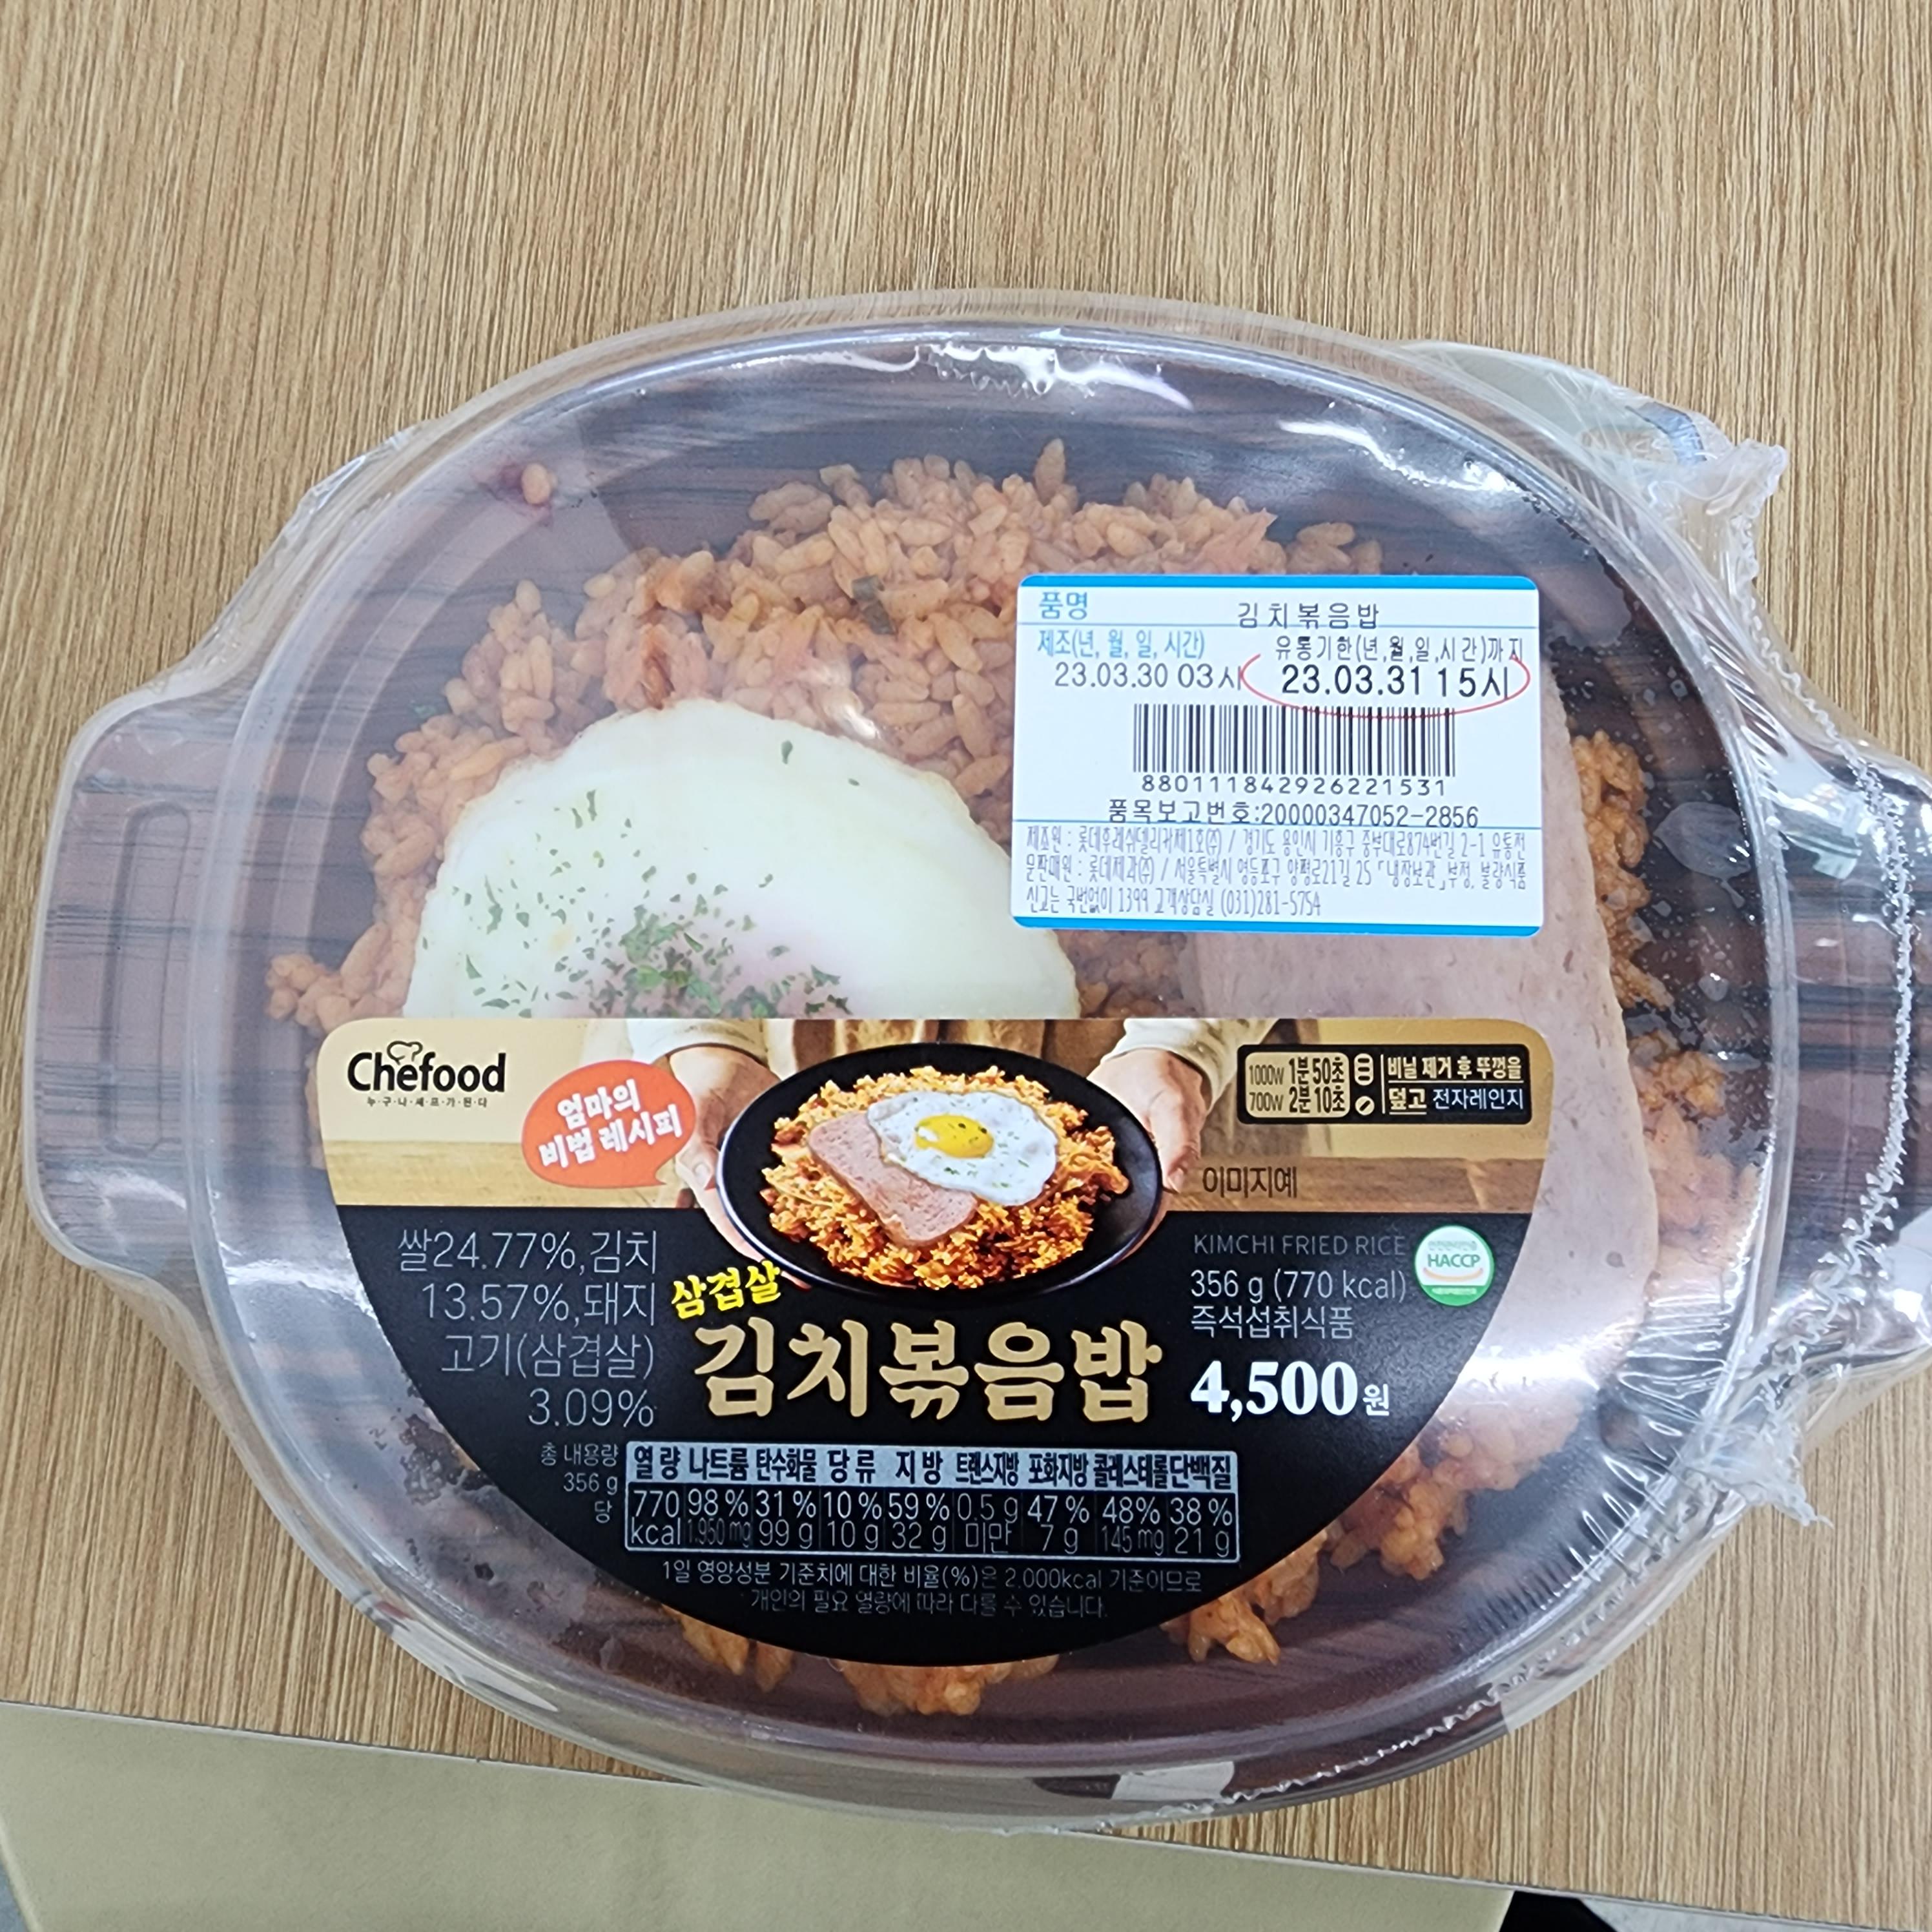 품명 김치볶음밥
제조(년, 월, 일, 시간) 유통기한(년,월,일,시간)까지
23.03.30 03시 23.03.31 15시
880111842926221531
품목보고번호:20000347052-2856
제조원 : 롯데후레쉬델리카제1호(주) / 경기도 용인시 기흥구 중부대로874번길 2-1 유통전
문판매원 : 롯데제과(주) / 서울특별시 영등포구 양평로21길 25 「냉장보관」부정, 불량식품
신고는 국번없이 1399 고객상담실 (031)281-5754
Chefood
누·구·나·셰·프·가·된·다
엄마의
비법 레시피
1000W 1분 50초
700W 2분 10초
비닐 제거 후 뚜껑을
덮고 전자레인지
이미지예
쌀24.77%,김치
13.57%,돼지
고기(삼겹살)
3.09%
삼겹살
김치볶음밥
KIMCHI FRIED RICE
356 g (770 kcal)
즉석섭취식품
HACCP
4,500원
총 내용량
356 g
당
열량 나트륨 탄수화물 당류 지방 트랜스지방 포화지방 콜레스테롤 단백질
770 98% 31% 10% 59% 0.5 g 47% 48% 38%
kcal 1,950 mg 99 g 10 g 32 g 미만 7 g 145 mg 21 g
1일 영양성분 기준치에 대한 비율(%)은 2,000kcal 기준이므로
개인의 필요 열량에 따라 다를 수 있습니다.